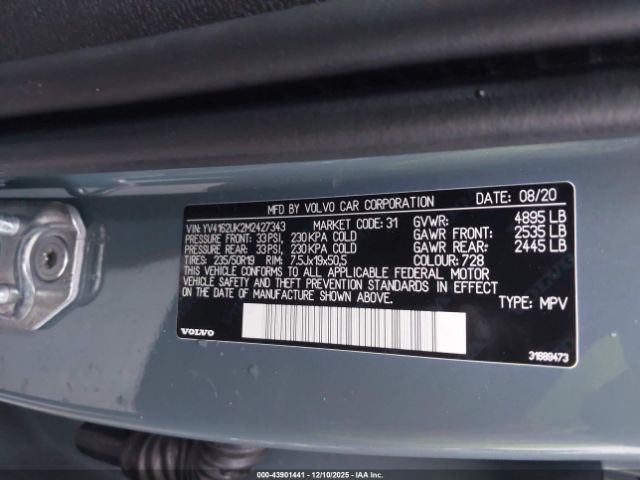 MFD BY VOLVO CAR CORPORATION DATE: 08/20
VIN: YV4162UK2M2427343 MARKET CODE: 31 GVWR: 4895 LB
PRESSURE FRONT: 33PSI, 230KPA COLD GAWR FRONT: 2535 LB
PRESSURE REAR: 33PSI, 230KPA COLD GAWR REAR: 2445 LB
TIRES: 235/50R19 RIM: 7.5Jx19x50,5 COLOUR: 728
THIS VEHICLE CONFORMS TO ALL APPLICABLE FEDERAL MOTOR
VEHICLE SAFETY AND THEFT PREVENTION STANDARDS IN EFFECT
ON THE DATE OF MANUFACTURE SHOWN ABOVE. TYPE: MPV
VOLVO 31689473
000-43901441 - 12/10/2025 - IAAI, Inc.